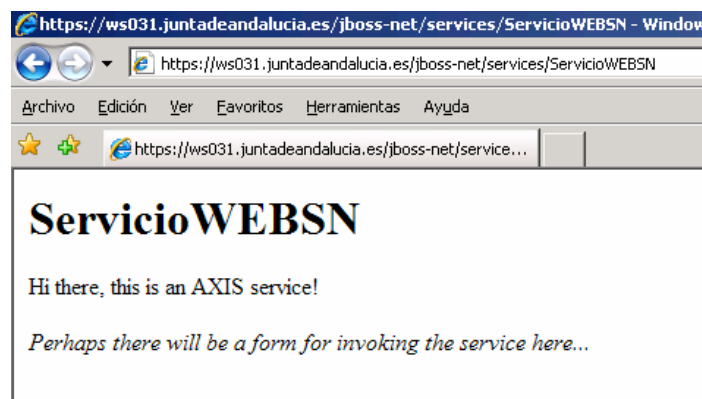 https://ws031.juntadeandalucia.es/jboss-net/services/ServicioWEBSN - Window
https://ws031.juntadeandalucia.es/jboss-net/services/ServicioWEBSN
Archivo Edición Ver Favoritos Herramientas Ayuda
https://ws031.juntadeandalucia.es/jboss-net/service...
ServicioWEBSN
Hi there, this is an AXIS service!
Perhaps there will be a form for invoking the service here...